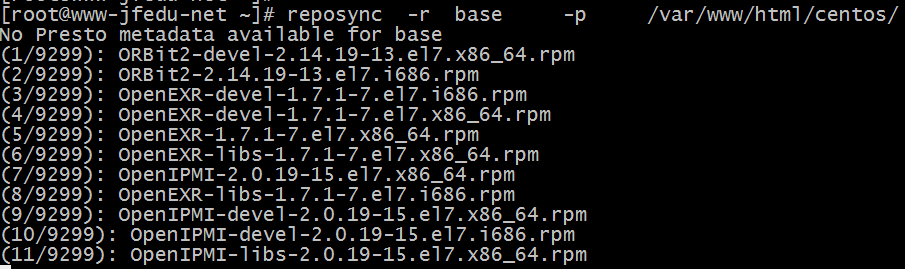 [root@www-jfedu-net ~]# reposync -r base -p /var/www/html/centos/
No Presto metadata available for base
(1/9299): ORBit2-devel-2.14.19-13.el7.x86_64.rpm
(2/9299): ORBit2-2.14.19-13.el7.i686.rpm
(3/9299): OpenEXR-devel-1.7.1-7.el7.i686.rpm
(4/9299): OpenEXR-devel-1.7.1-7.el7.x86_64.rpm
(5/9299): OpenEXR-1.7.1-7.el7.x86_64.rpm
(6/9299): OpenEXR-libs-1.7.1-7.el7.x86_64.rpm
(7/9299): OpenIPMI-2.0.19-15.el7.x86_64.rpm
(8/9299): OpenEXR-libs-1.7.1-7.el7.i686.rpm
(9/9299): OpenIPMI-devel-2.0.19-15.el7.x86_64.rpm
(10/9299): OpenIPMI-devel-2.0.19-15.el7.i686.rpm
(11/9299): OpenIPMI-libs-2.0.19-15.el7.x86_64.rpm